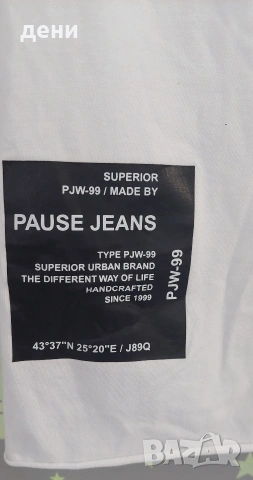 дени
SUPERIOR
PJW-99 / MADE BY
PAUSE JEANS
TYPE PJW-99
SUPERIOR URBAN BRAND
THE DIFFERENT WAY OF LIFE
HANDCRAFTED
SINCE 1999
PJW-99
43°37"N 25°20"E / J89Q
BAZAR